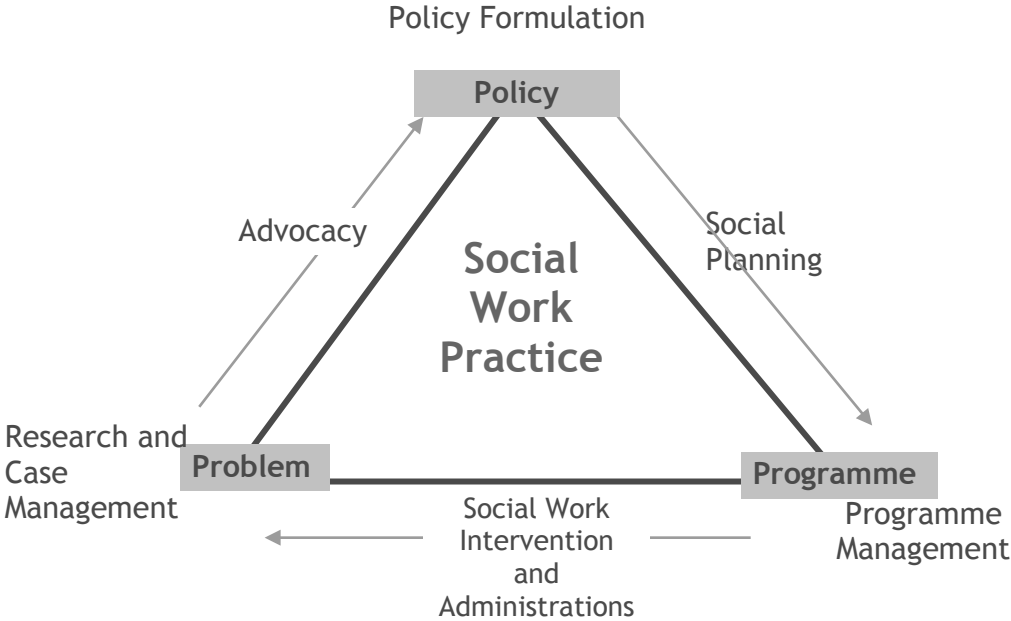 Policy Formulation
Policy
Advocacy
Social
Planning
Social
Work
Practice
Research and
Case
Management
Problem
Programme
Programme
Management
Social Work
Intervention
and
Administrations